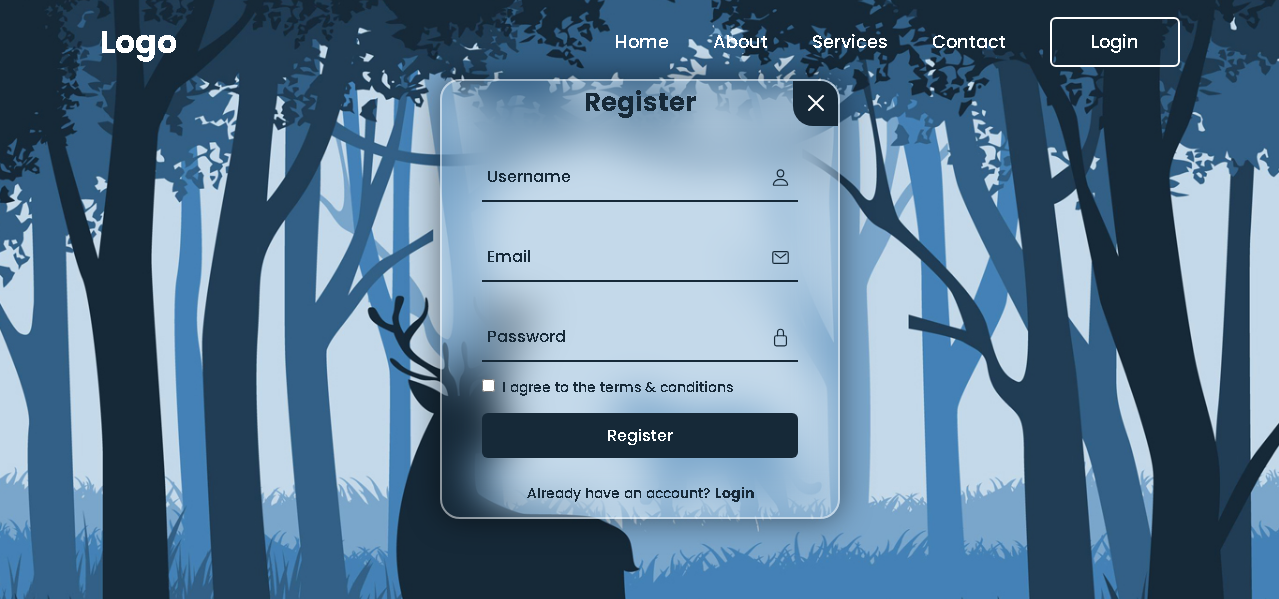 Logo
Home About Services Contact Login
Register
Username
Email
Password
I agree to the terms & conditions
Register
Already have an account? Login